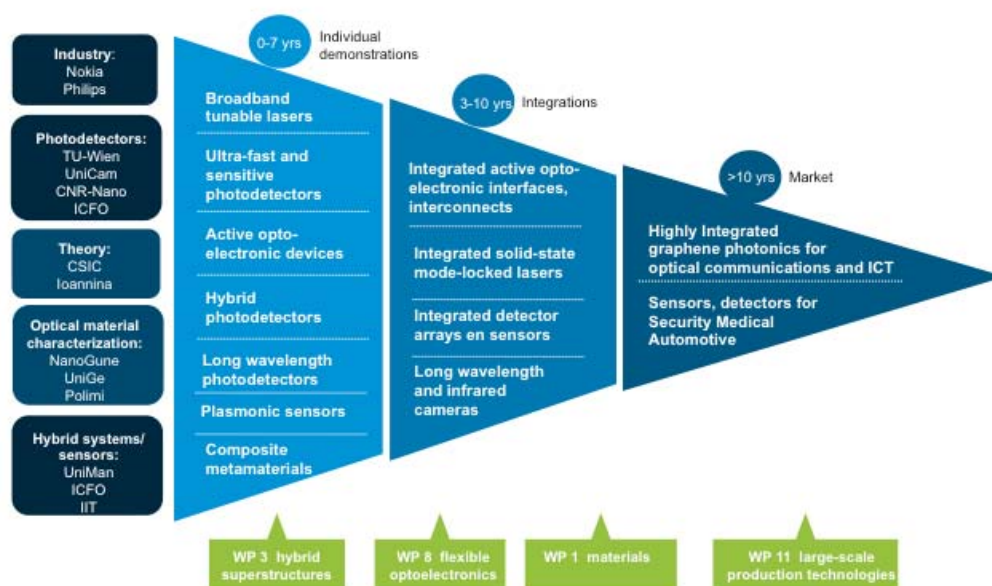 Industry:
Nokia
Philips
Photodetectors:
TU-Wien
UniCam
CNR-Nano
ICFO
Theory:
CSIC
Ioannina
Optical material
characterization:
NanoGune
UniGe
Polimi
Hybrid systems/
sensors:
UniMan
ICFO
IIT
0-7 yrs
Individual
demonstrations
Broadband
tunable lasers
Ultra-fast and
sensitive
photodetectors
Active opto-
electronic devices
Hybrid
photodetectors
Long wavelength
photodetectors
Plasmonic sensors
Composite
metamaterials
3-10 yrs
Integrations
Integrated active opto-
electronic interfaces,
interconnects
Integrated solid-state
mode-locked lasers
Integrated detector
arrays en sensors
Long wavelength
and infrared
cameras
>10 yrs
Market
Highly Integrated
graphene photonics for
optical communications and ICT
Sensors, detectors for
Security Medical
Automotive
WP 3 hybrid
superstructures
WP 8 flexible
optoelectronics
WP 1 materials
WP 11 large-scale
production technologies